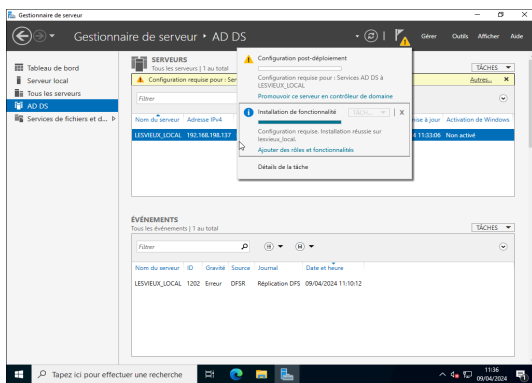 Gestionnaire de serveur
Gestionnaire de serveur ‣ AD DS
Gérer Outils Afficher Aide
Tableau de bord
Serveur local
Tous les serveurs
AD DS
Services de fichiers et d...
SERVEURS
Tous les serveurs | 1 au total
TÂCHES
Configuration requise pour : Ser
Autres...
Filtrer
Nom du serveur Adresse IPv4
mise à jour Activation de Windows
LESVIEUX_LOCAL 192.168.198.137
4 11:33:06 Non activé
Configuration post-déploiement
Configuration requise pour : Services AD DS à
LESVIEUX_LOCAL
Promouvoir ce serveur en contrôleur de domaine
Installation de fonctionnalité
TÂCH...
Configuration requise. Installation réussie sur
lesvieux_local.
Ajouter des rôles et fonctionnalités
Détails de la tâche
ÉVÉNEMENTS
Tous les événements | 1 au total
TÂCHES
Filtrer
Nom du serveur ID Gravité Source Journal Date et heure
LESVIEUX_LOCAL 1202 Erreur DFSR Réplication DFS 09/04/2024 11:10:12
Tapez ici pour effectuer une recherche
11:36
09/04/2024